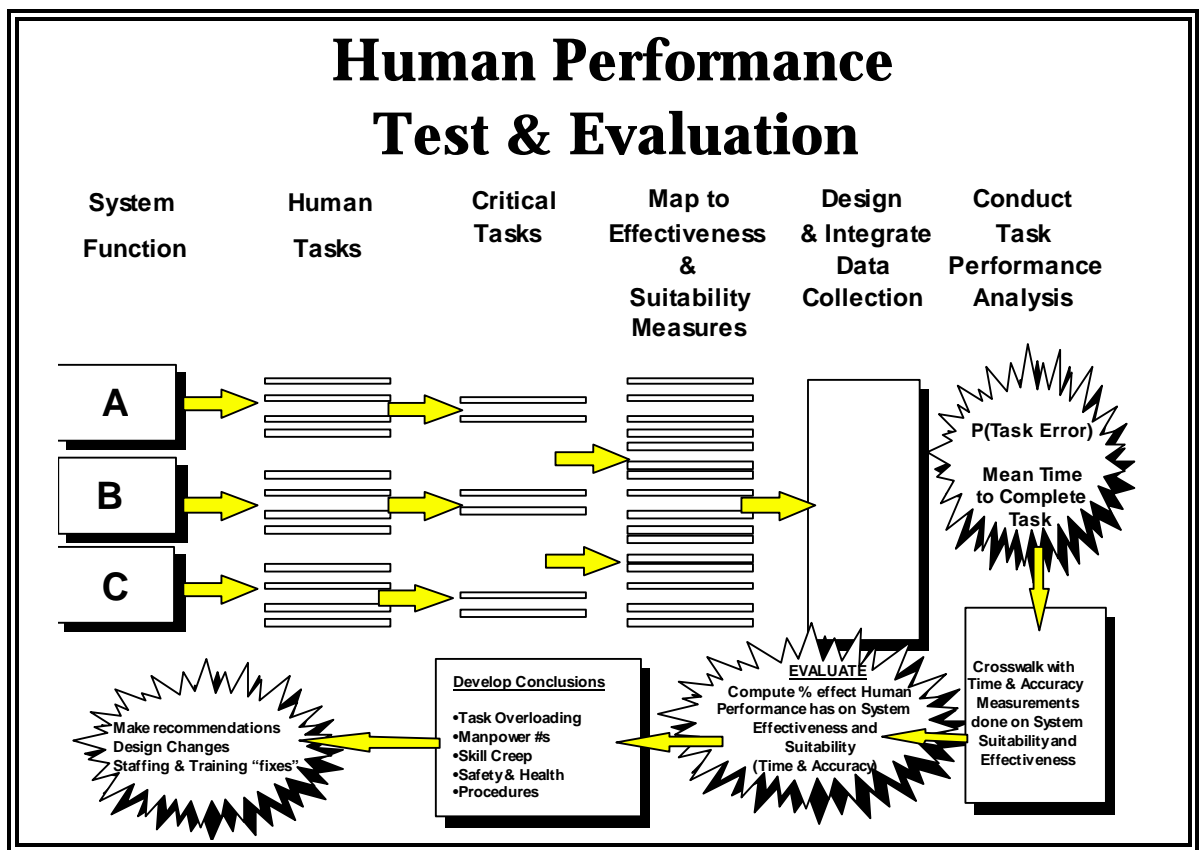 Human Performance
Test & Evaluation
System
Function
Human
Tasks
Critical
Tasks
Map to
Effectiveness
&
Suitability
Measures
Design
& Integrate
Data
Collection
Conduct
Task
Performance
Analysis
A
B
C
P(Task Error)
Mean Time
to Complete
Task
Crosswalk with
Time & Accuracy
Measurements
done on System
Suitability and
Effectiveness
EVALUATE
Compute % effect Human
Performance has on System
Effectiveness and
Suitability
(Time & Accuracy)
Develop Conclusions
•Task Overloading
•Manpower #s
•Skill Creep
•Safety & Health
•Procedures
Make recommendations
Design Changes
Staffing & Training “fixes”